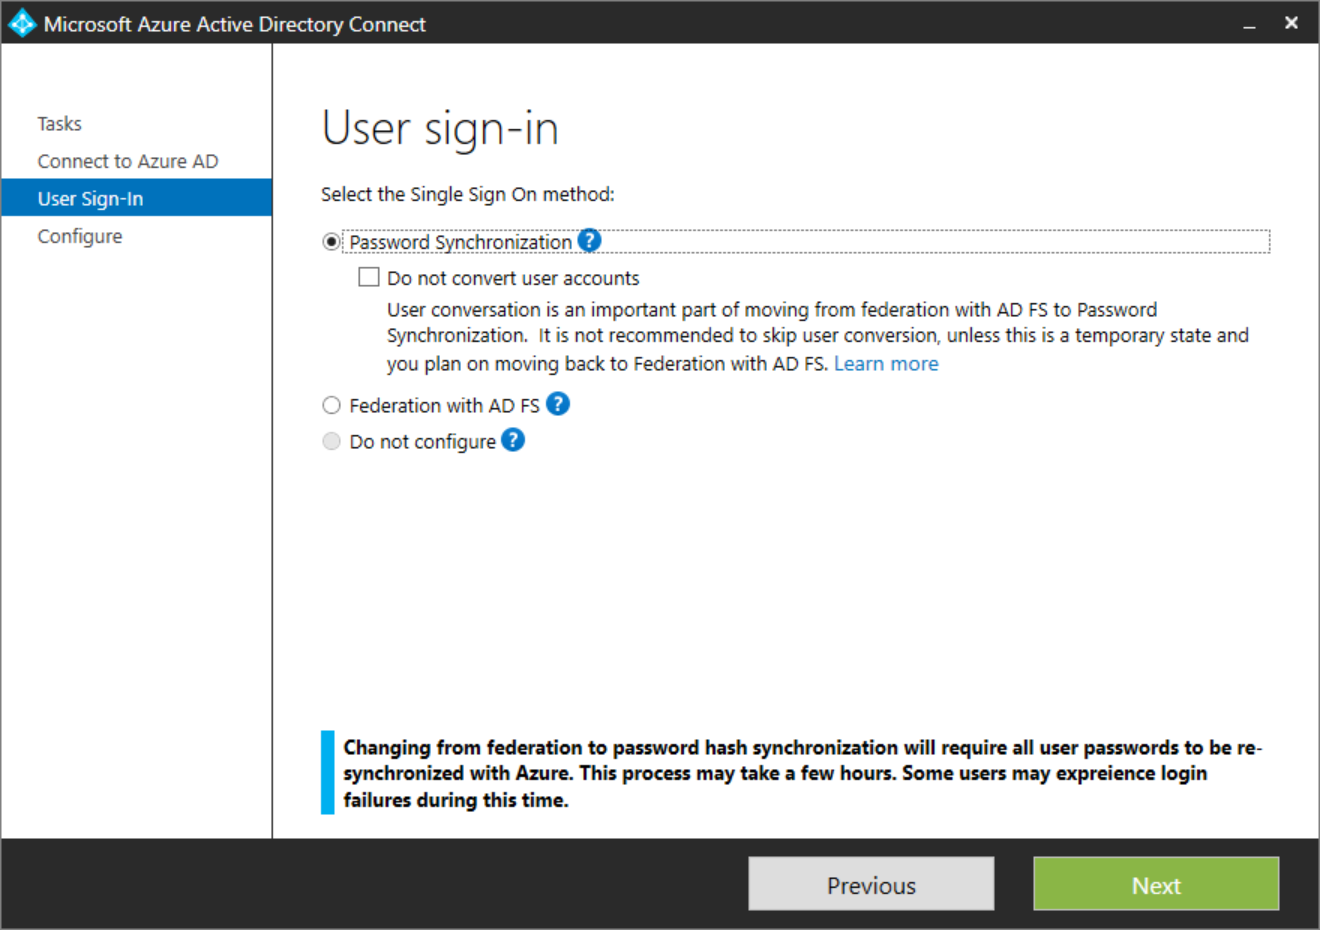 Microsoft Azure Active Directory Connect
Tasks
Connect to Azure AD
User Sign-In
Configure
User sign-in
Select the Single Sign On method:
Password Synchronization ?
Do not convert user accounts
User conversation is an important part of moving from federation with AD FS to Password
Synchronization. It is not recommended to skip user conversion, unless this is a temporary state and
you plan on moving back to Federation with AD FS. Learn more
Federation with AD FS ?
Do not configure ?
Changing from federation to password hash synchronization will require all user passwords to be re-
synchronized with Azure. This process may take a few hours. Some users may expreience login
failures during this time.
Previous
Next